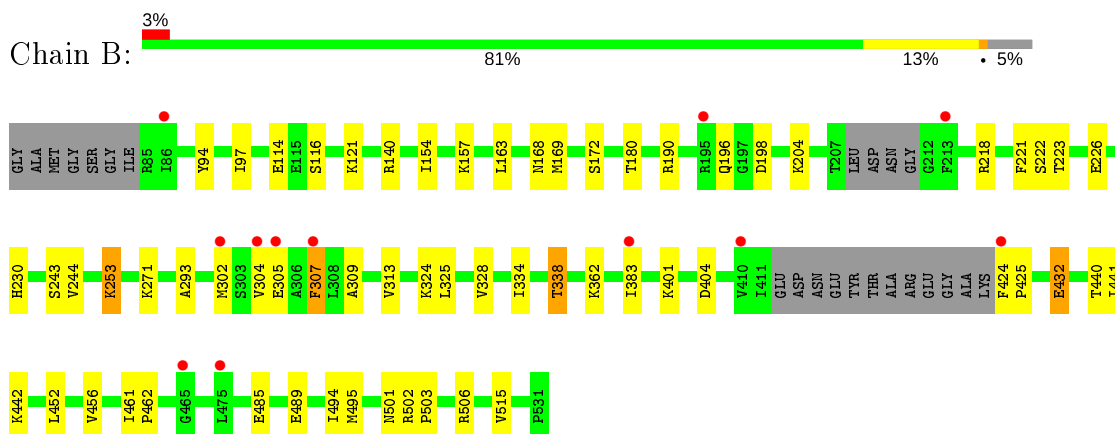 3%
Chain B:
81% 13% • 5%
GLY ALA MET GLY SER GLY ILE R85 I86 Y94 I97 E114 E115 S116 K121 R140 I154 K157 L163 N168 M169 S172 T180 R190 R195 Q196 G197 D198 K204 T207 LEU ASP ASN GLY G212 F213 R218 F221 S222 T223 E226
H230 S243 V244 K253 K271 A293 M302 S303 V304 E305 A306 F307 L308 A309 V313 K324 L325 V328 I334 T338 K362 I383 K401 D404 V410 I411 GLU ASP ASN GLU TYR THR ALA ARG GLU GLY ALA LYS F424 P425 E432 T440 I441
K442 L452 V456 I461 P462 G465 L475 E485 E489 I494 M495 N501 R502 P503 R506 V515 P531